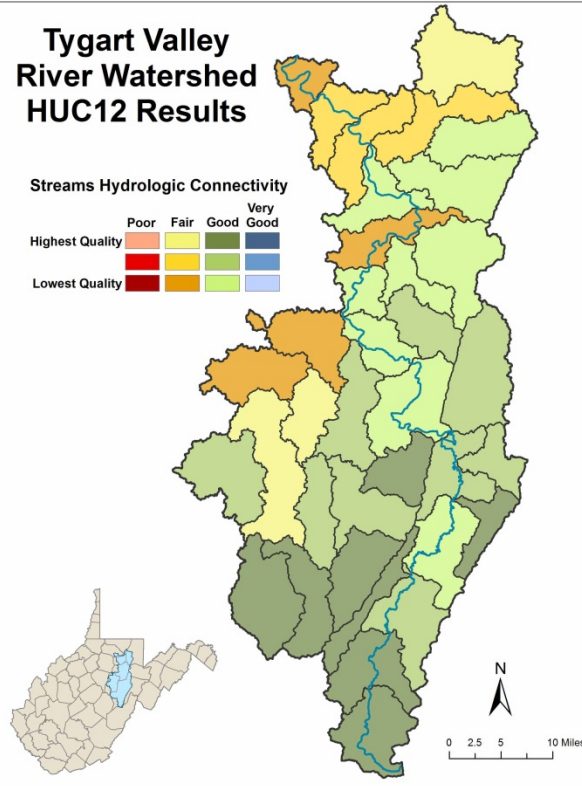 Tygart Valley
River Watershed
HUC12 Results
Streams Hydrologic Connectivity
Poor Fair Good Very Good
Highest Quality
Lowest Quality
N
0 2.5 5 10 Miles